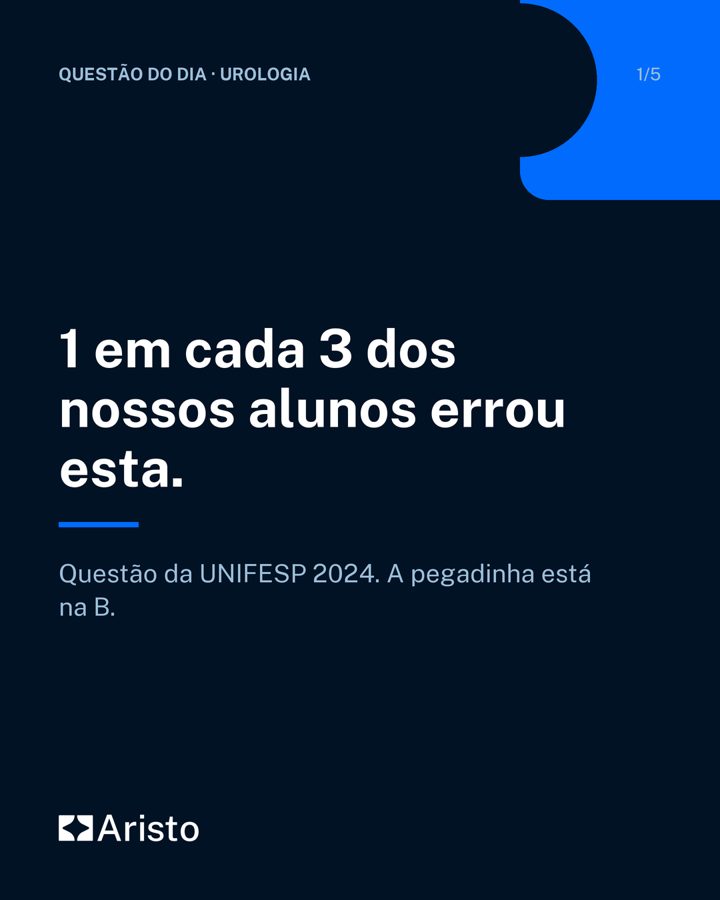 QUESTÃO DO DIA · UROLOGIA
1/5
1 em cada 3 dos
nossos alunos errou
esta.
Questão da UNIFESP 2024. A pegadinha está
na B.
Aristo